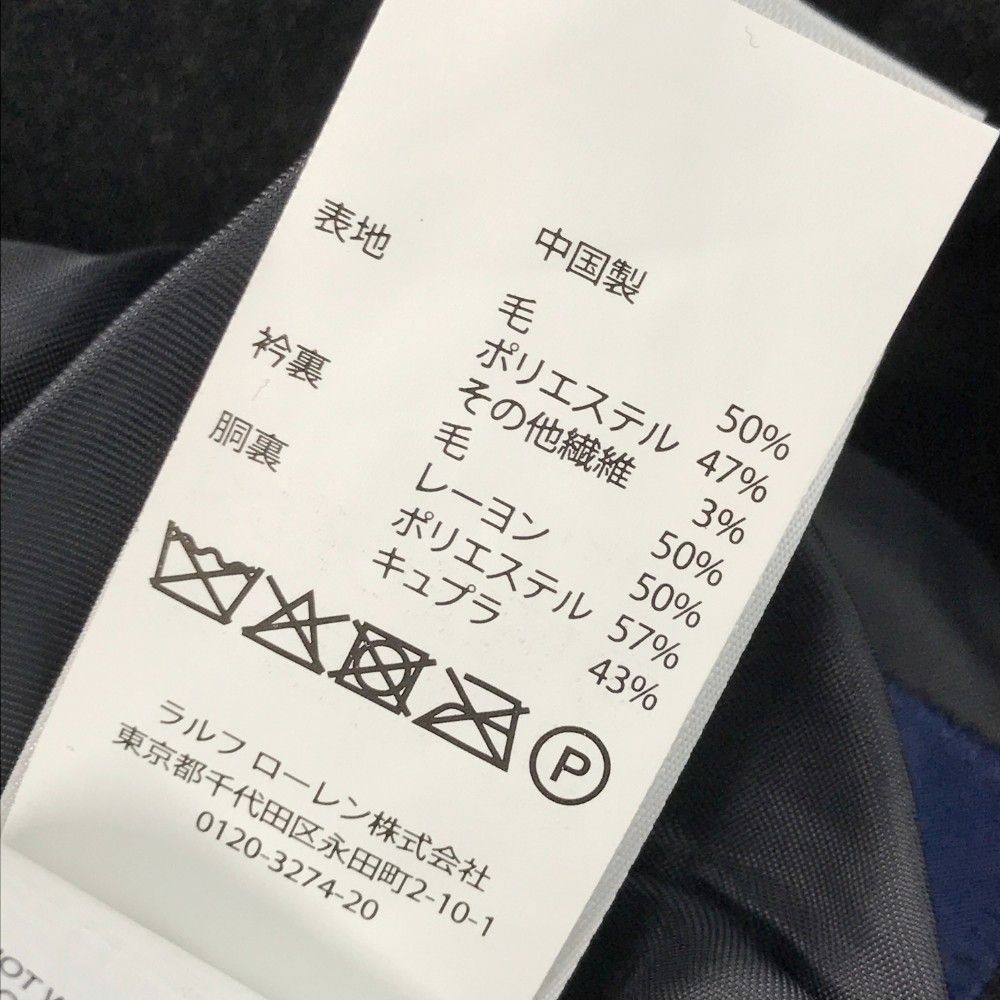 中国製
表地 毛 50%
ポリエステル 47%
その他繊維 3%
衿裏 毛 50%
レーヨン 50%
胴裏 ポリエステル 57%
キュプラ 43%
P
ラルフ ローレン株式会社
東京都千代田区永田町2-10-1
0120-3274-20